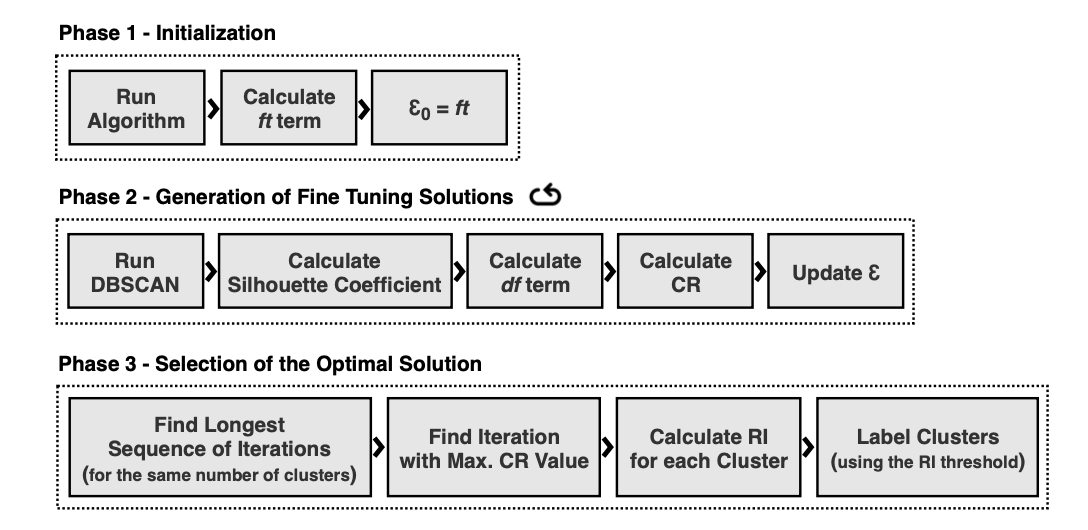 Phase 1 - Initialization
Run
Algorithm
Calculate
ft term
Ɛ0 = ft
Phase 2 - Generation of Fine Tuning Solutions
Run
DBSCAN
Calculate
Silhouette Coefficient
Calculate
df term
Calculate
CR
Update Ɛ
Phase 3 - Selection of the Optimal Solution
Find Longest
Sequence of Iterations
(for the same number of clusters)
Find Iteration
with Max. CR Value
Calculate RI
for each Cluster
Label Clusters
(using the RI threshold)